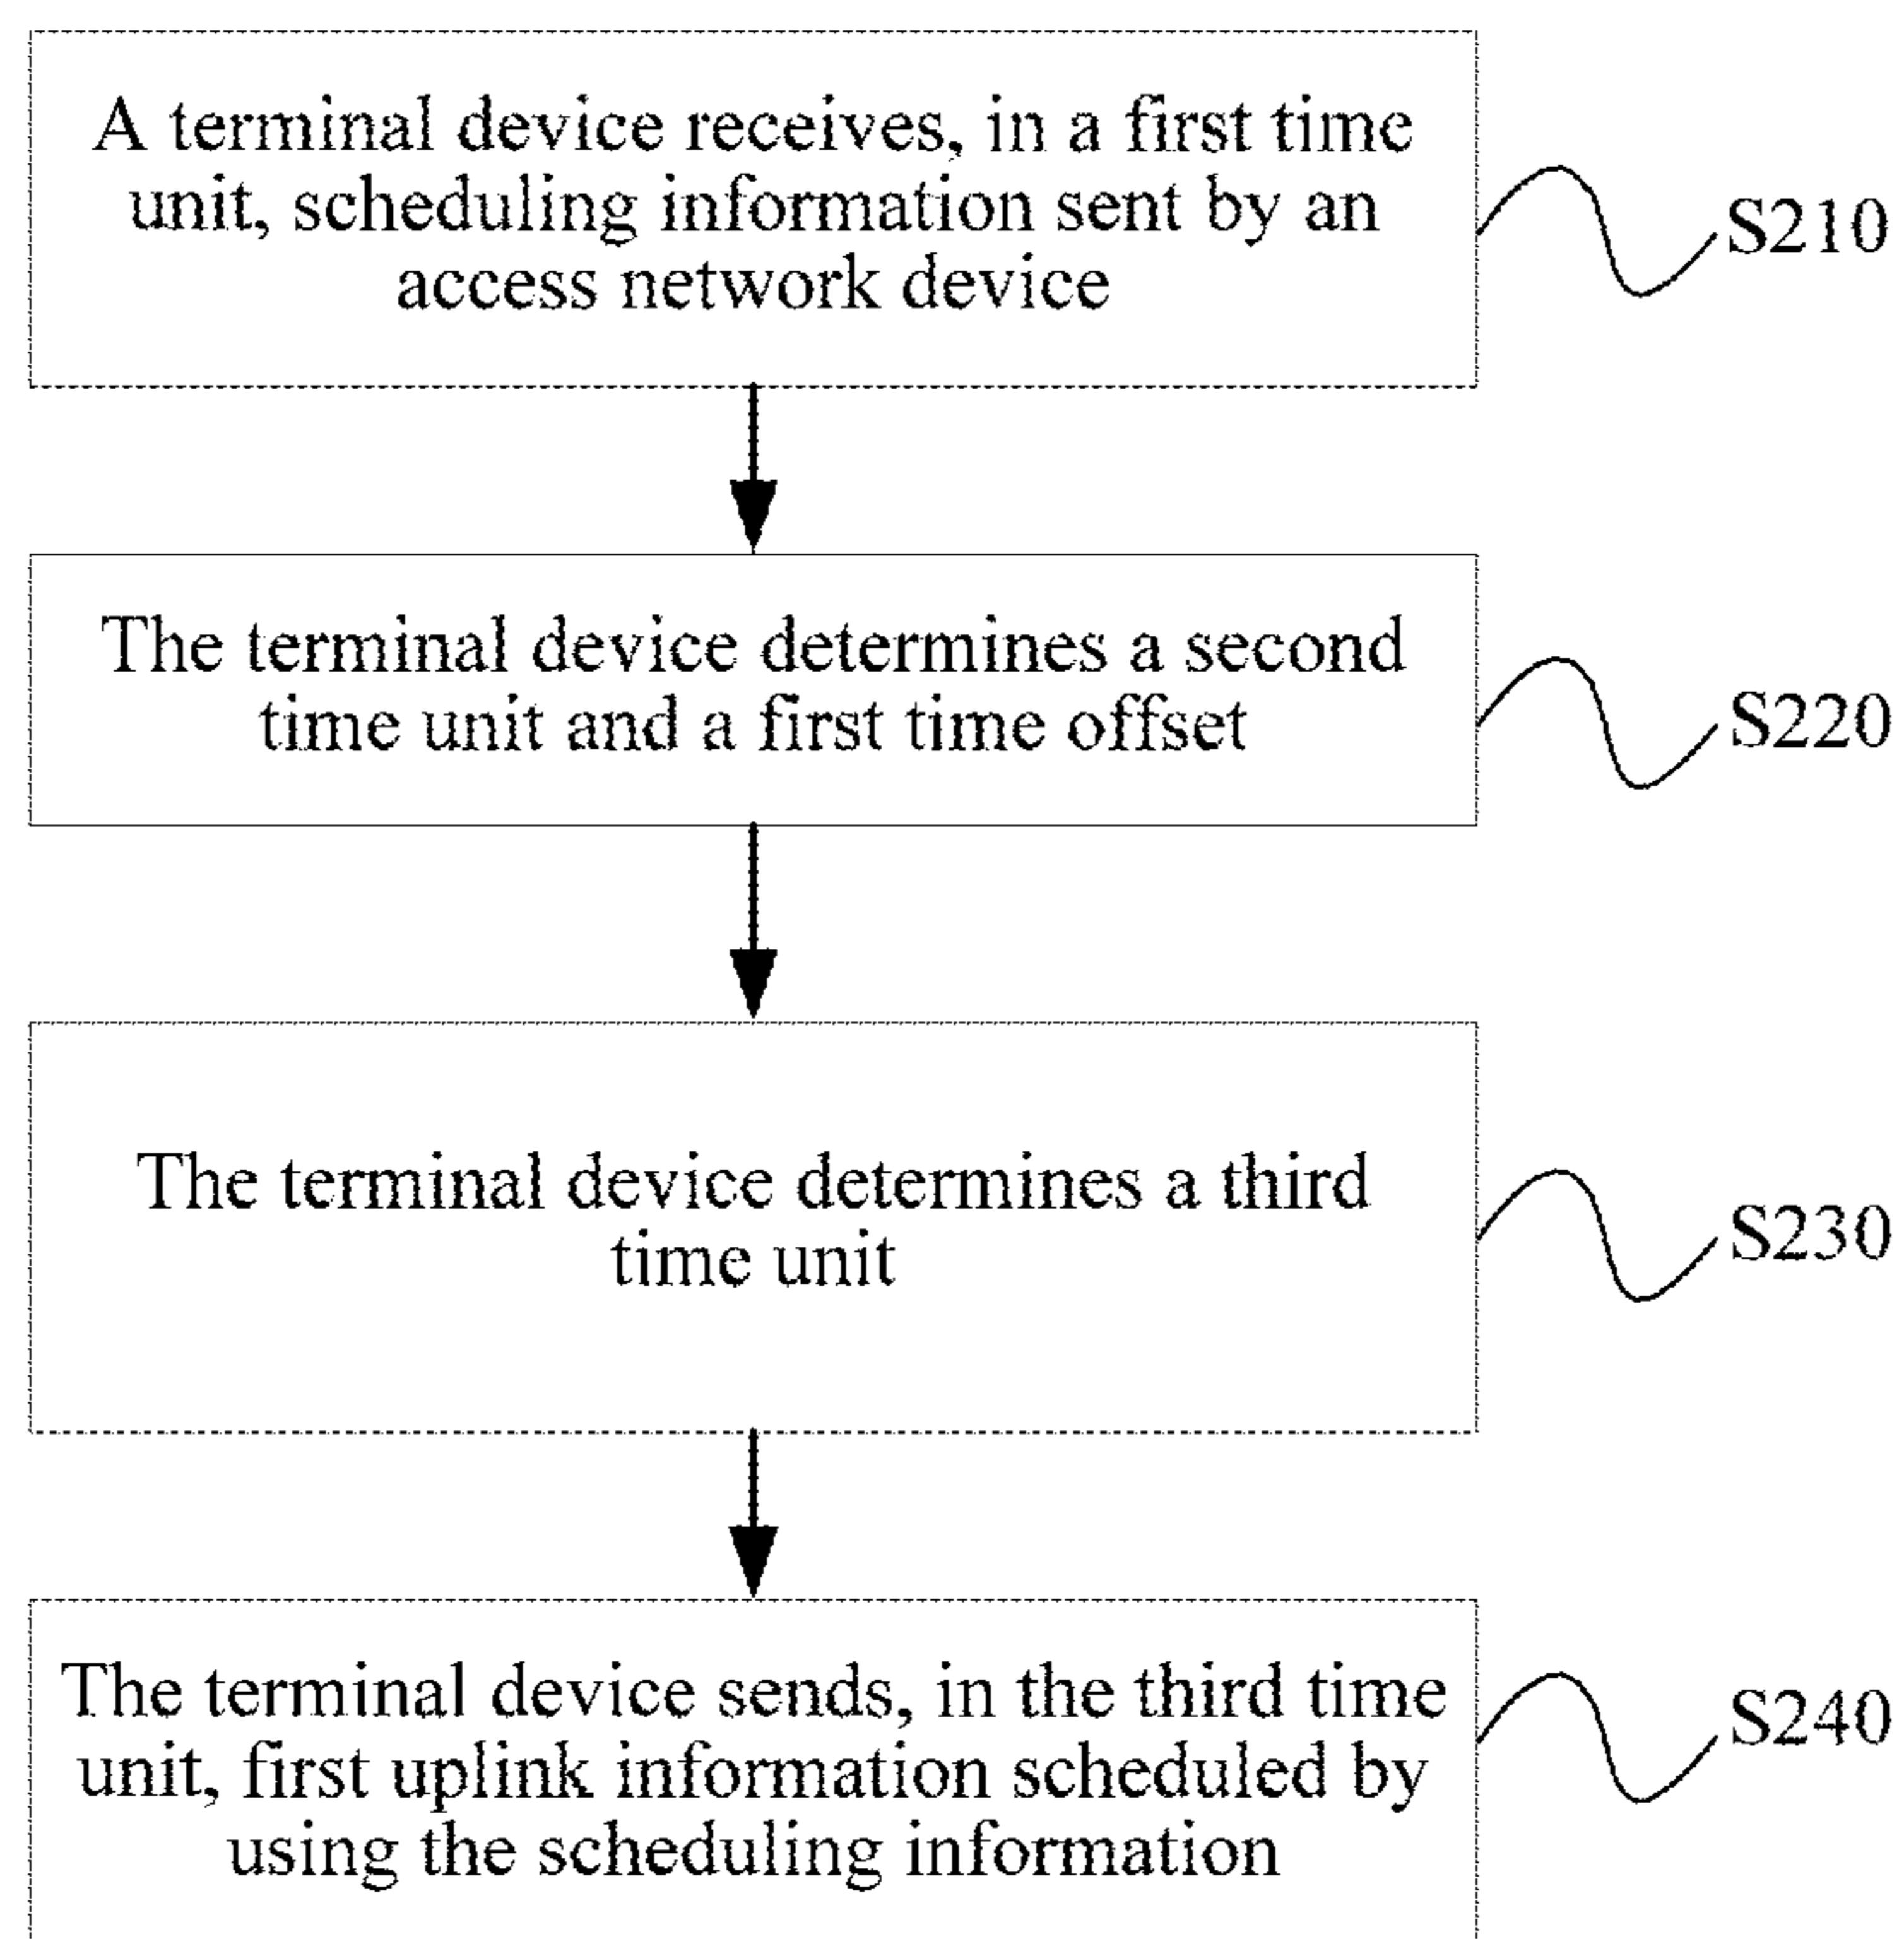 A terminal device receives, in a first time
unit, scheduling information sent by an
access network device
S210
The terminal device determines a second
time unit and a first time offset
S220
The terminal device determines a third
time unit
S230
The terminal device sends, in the third time
unit, first uplink information scheduled by
using the scheduling information
S240